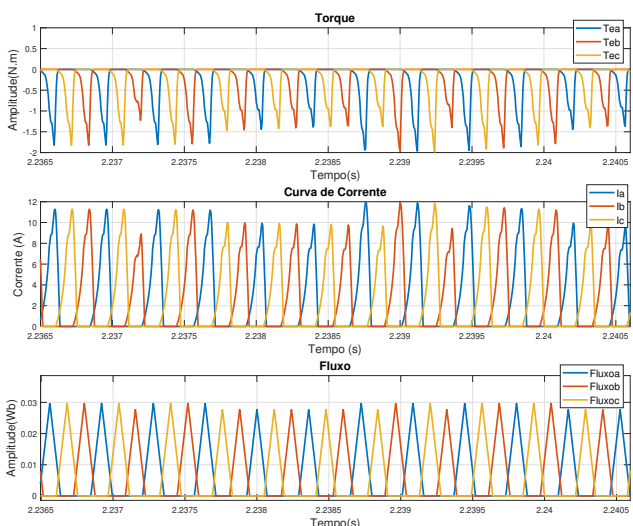 Torque
1
0.5
0
-0.5
-1
-1.5
-2
Amplitude(N.m)
Tea
Teb
Tec
2.2365 2.237 2.2375 2.238 2.2385 2.239 2.2395 2.24 2.2405
Tempo(s)
Curva de Corrente
12
10
8
6
4
2
0
Corrente (A)
Ia
Ib
Ic
2.2365 2.237 2.2375 2.238 2.2385 2.239 2.2395 2.24 2.2405
Tempo (s)
Fluxo
0.03
0.02
0.01
0
Amplitude(Wb)
Fluxoa
Fluxob
Fluxoc
2.2365 2.237 2.2375 2.238 2.2385 2.239 2.2395 2.24 2.2405
Tempo(s)